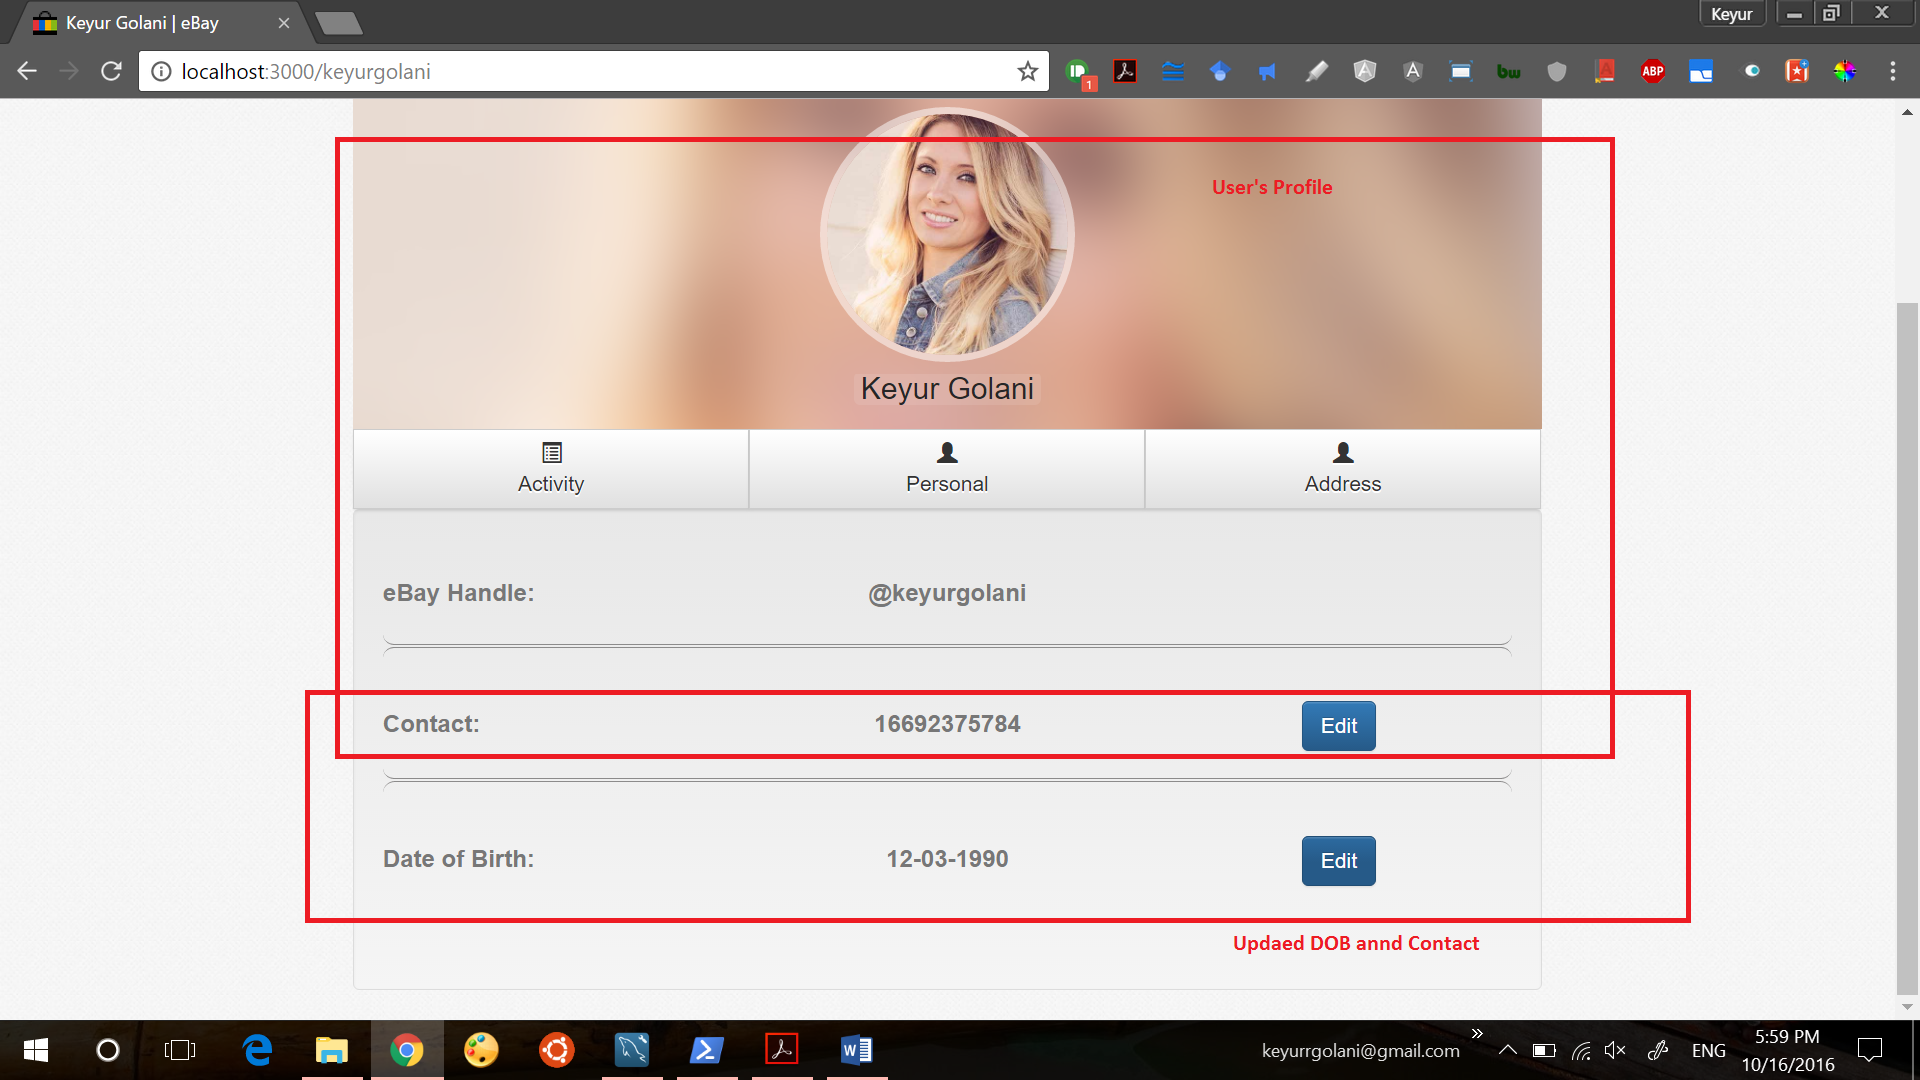 Keyur Golani | eBay
Keyur
localhost:3000/keyurgolani
1
bw
ABP
User's Profile
Keyur Golani
Activity
Personal
Address
eBay Handle:
@keyurgolani
Contact:
16692375784
Edit
Date of Birth:
12-03-1990
Edit
Updaed DOB annd Contact
keyurrgolani@gmail.com
ENG
5:59 PM
10/16/2016